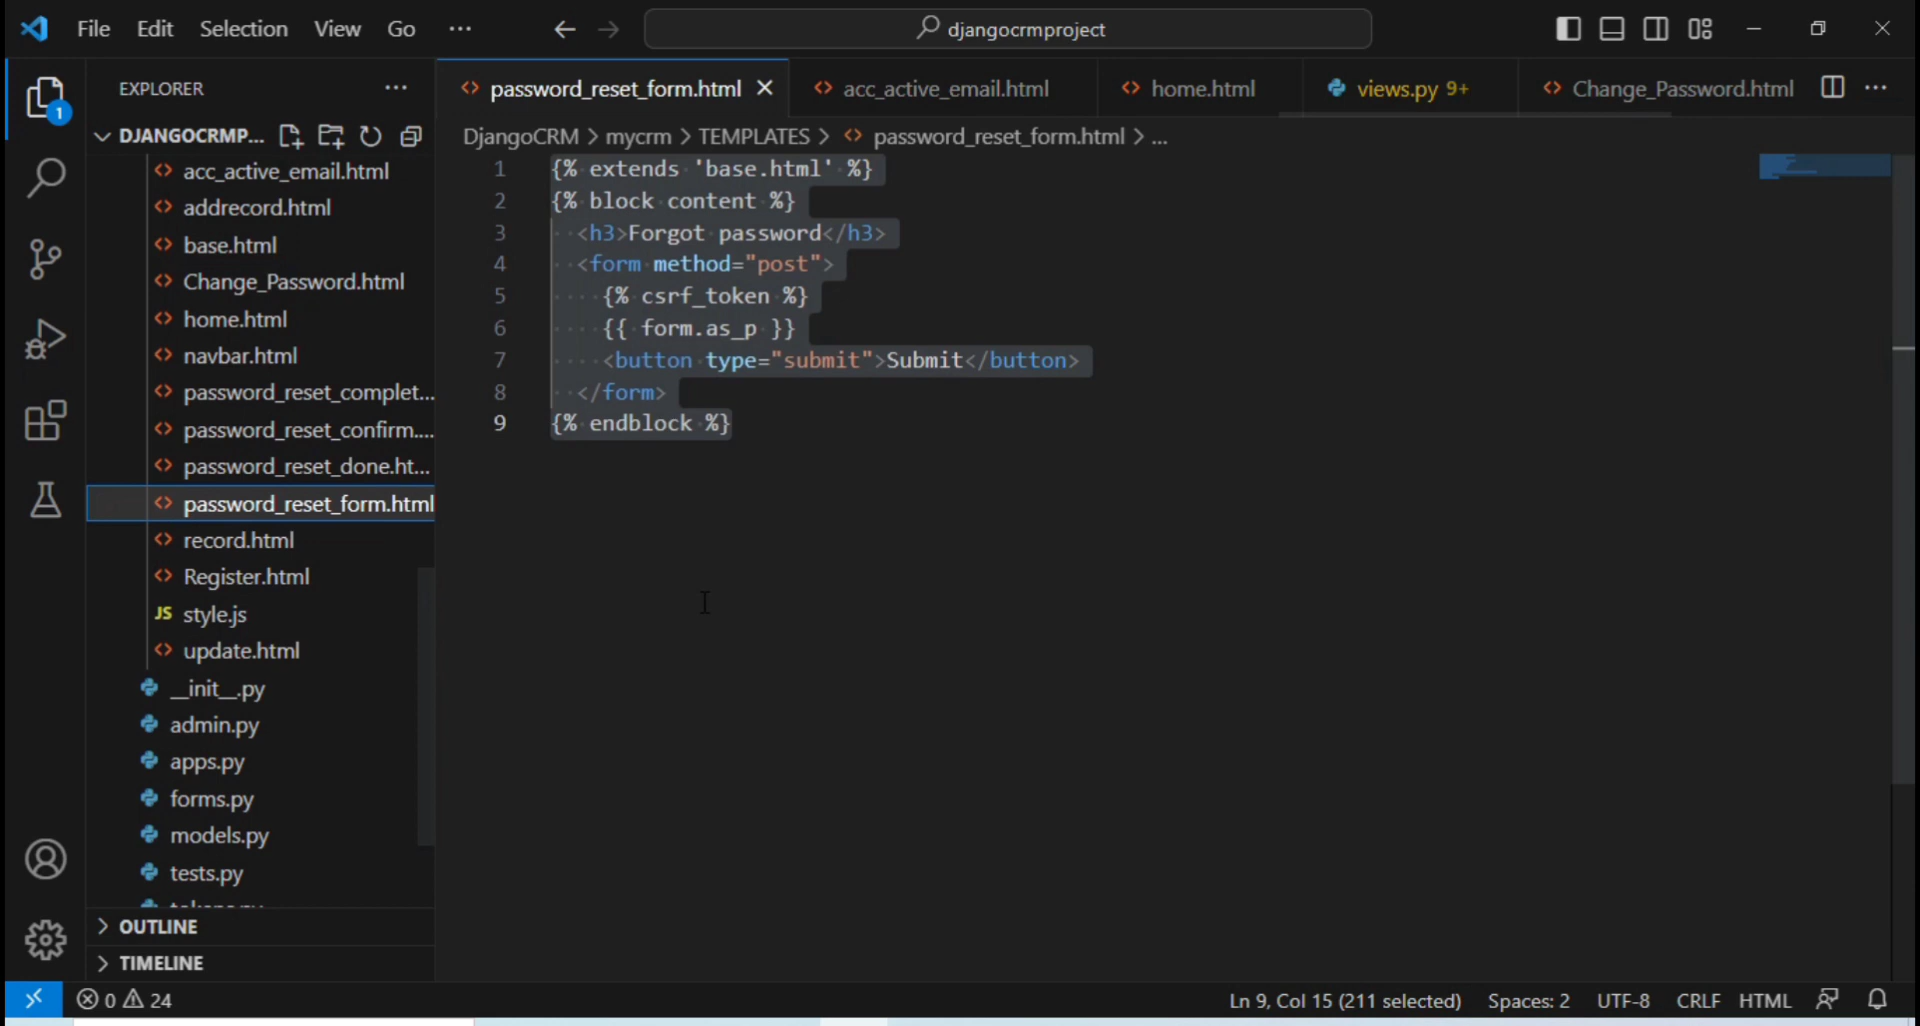 File Edit Selection View Go ··· djangocrmproject
EXPLORER ···
password_reset_form.html acc_active_email.html home.html views.py 9+ Change_Password.html ···
1
DJANGOCRMP...
DjangoCRM > mycrm > TEMPLATES > password_reset_form.html > ...
acc_active_email.html
addrecord.html
base.html
Change_Password.html
home.html
navbar.html
password_reset_complet...
password_reset_confirm....
password_reset_done.ht...
password_reset_form.html
record.html
Register.html
JS style.js
update.html
__init__.py
admin.py
apps.py
forms.py
models.py
tests.py
OUTLINE
TIMELINE
1 {% extends 'base.html' %}
2 {% block content %}
3 <h3>Forgot password</h3>
4 <form method="post">
5 {% csrf_token %}
6 {{ form.as_p }}
7 <button type="submit">Submit</button>
8 </form>
9 {% endblock %}
0 24 Ln 9, Col 15 (211 selected) Spaces: 2 UTF-8 CRLF HTML